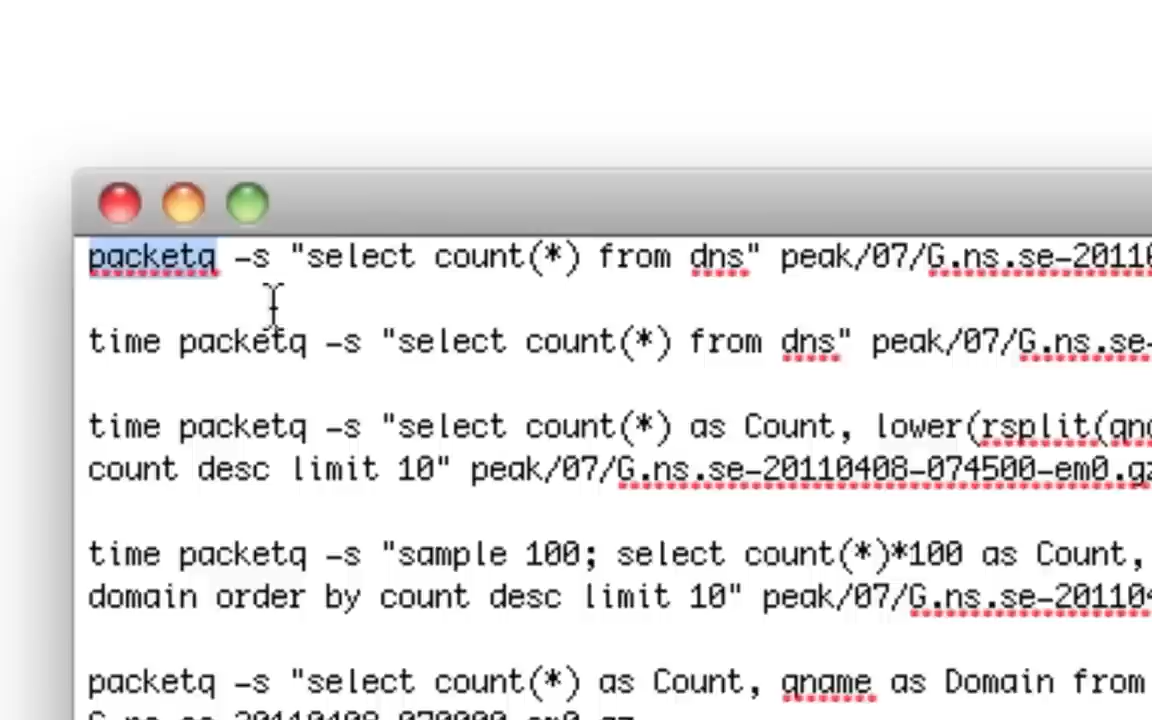 packetq -s "select count(*) from dns" peak/07/G.ns.se-20110
time packetq -s "select count(*) from dns" peak/07/G.ns.se-
time packetq -s "select count(*) as Count, lower(rsplit(qna
count desc limit 10" peak/07/G.ns.se-20110408-074500-em0.gz
time packetq -s "sample 100; select count(*)*100 as Count,
domain order by count desc limit 10" peak/07/G.ns.se-201104
packetq -s "select count(*) as Count, qname as Domain from